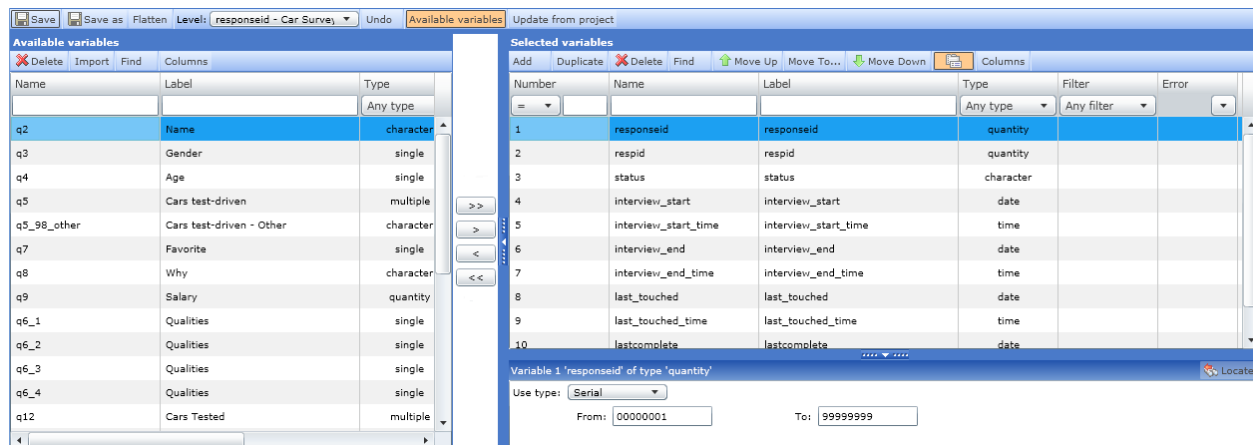 Save Save as Flatten Level: responseid - Car Survey Undo Available variables Update from project
Available variables
Delete Import Find Columns
Name Label Type
Any type
q2 Name character
q3 Gender single
q4 Age single
q5 Cars test-driven multiple
q5_98_other Cars test-driven - Other character
q7 Favorite single
q8 Why character
q9 Salary quantity
q6_1 Qualities single
q6_2 Qualities single
q6_3 Qualities single
q6_4 Qualities single
q12 Cars Tested multiple
>>
>
<
<<
Selected variables
Add Duplicate Delete Find Move Up Move To... Move Down Columns
Number Name Label Type Filter Error
= Any type Any filter
1 responseid responseid quantity
2 respid respid quantity
3 status status character
4 interview_start interview_start date
5 interview_start_time interview_start_time time
6 interview_end interview_end date
7 interview_end_time interview_end_time time
8 last_touched last_touched date
9 last_touched_time last_touched_time time
10 lastcomplete lastcomplete date
Variable 1 'responseid' of type 'quantity' Locate
Use type: Serial
From: 00000001 To: 99999999